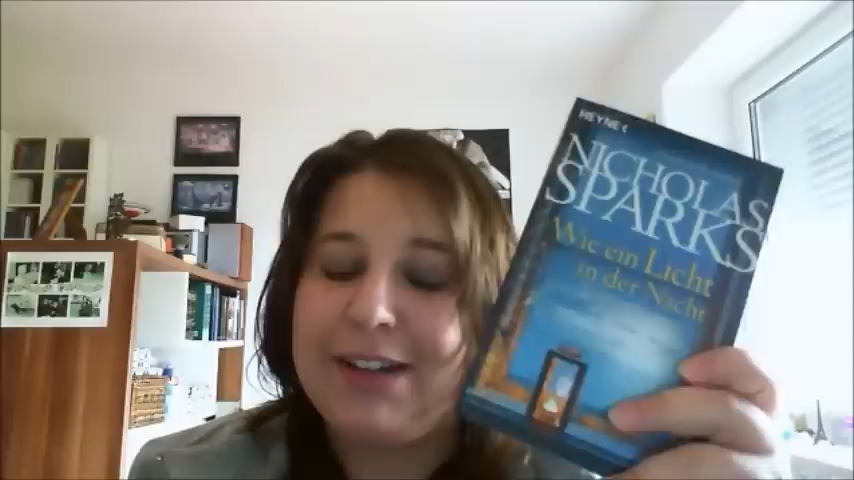 HEYNE <
NICHOLAS
SPARKS
Wie ein Licht
in der Nacht